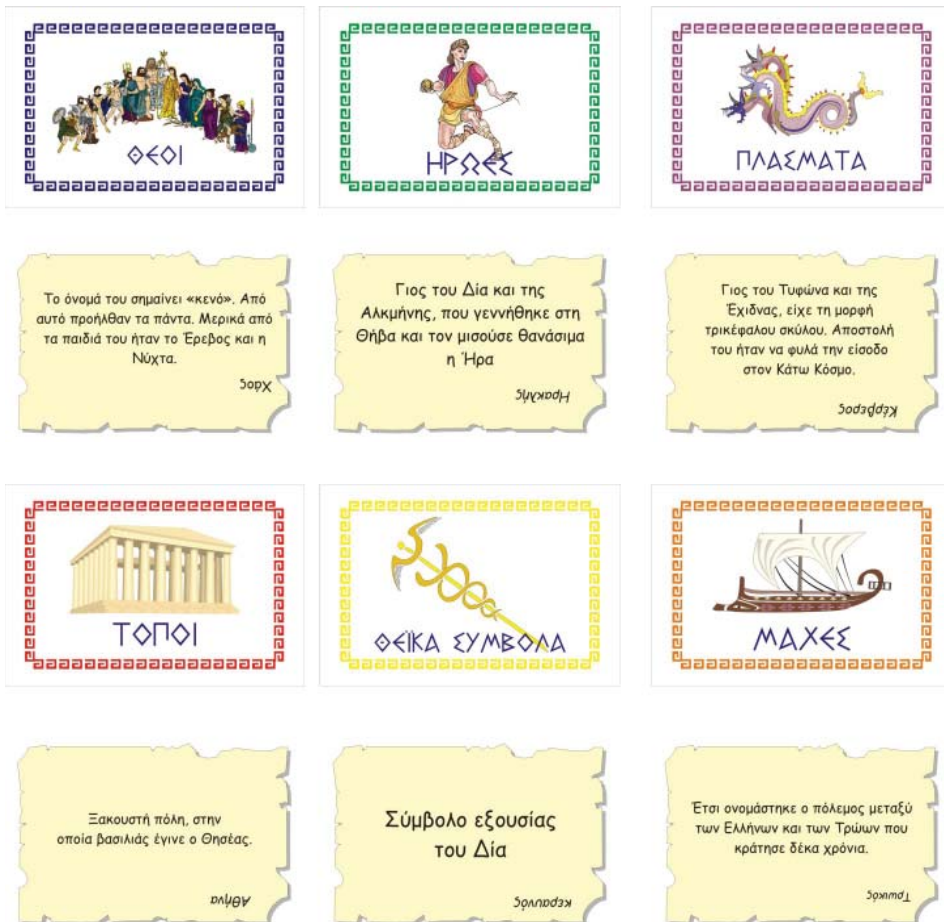 ΘΕΟΙ
ΗΡΩΕΣ
ΠΛΑΣΜΑΤΑ
Το όνομά του σημαίνει «κενό». Από
αυτό προήλθαν τα πάντα. Μερικά από
τα παιδιά του ήταν το Έρεβος και η
Νύχτα.
Χάος
Γιος του Δία και της
Αλκμήνης, που γεννήθηκε στη
Θήβα και τον μισούσε θανάσιμα
η Ήρα
Ηρακλής
Γιος του Τυφώνα και της
Έχιδνας, είχε τη μορφή
τρικέφαλου σκύλου. Αποστολή
του ήταν να φυλά την είσοδο
στον Κάτω Κόσμο.
Κέρβερος
ΤΟΠΟΙ
ΘΕΪΚΑ ΣΥΜΒΟΛΑ
ΜΑΧΕΣ
Ξακουστή πόλη, στην
οποία βασιλιάς έγινε ο Θησέας.
Αθήνα
Σύμβολο εξουσίας
του Δία
κεραυνός
Έτσι ονομάστηκε ο πόλεμος μεταξύ
των Ελλήνων και των Τρώων που
κράτησε δέκα χρόνια.
Τρωικός